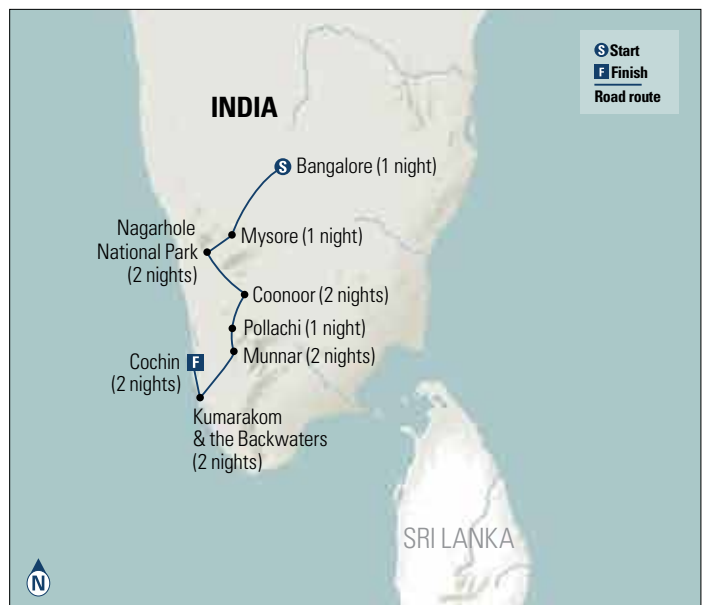 S Start
F Finish
Road route
INDIA
S Bangalore (1 night)
Mysore (1 night)
Nagarhole
National Park
(2 nights)
Coonoor (2 nights)
Pollachi (1 night)
Munnar (2 nights)
Cochin F
(2 nights)
Kumarakom
& the Backwaters
(2 nights)
SRI LANKA
N